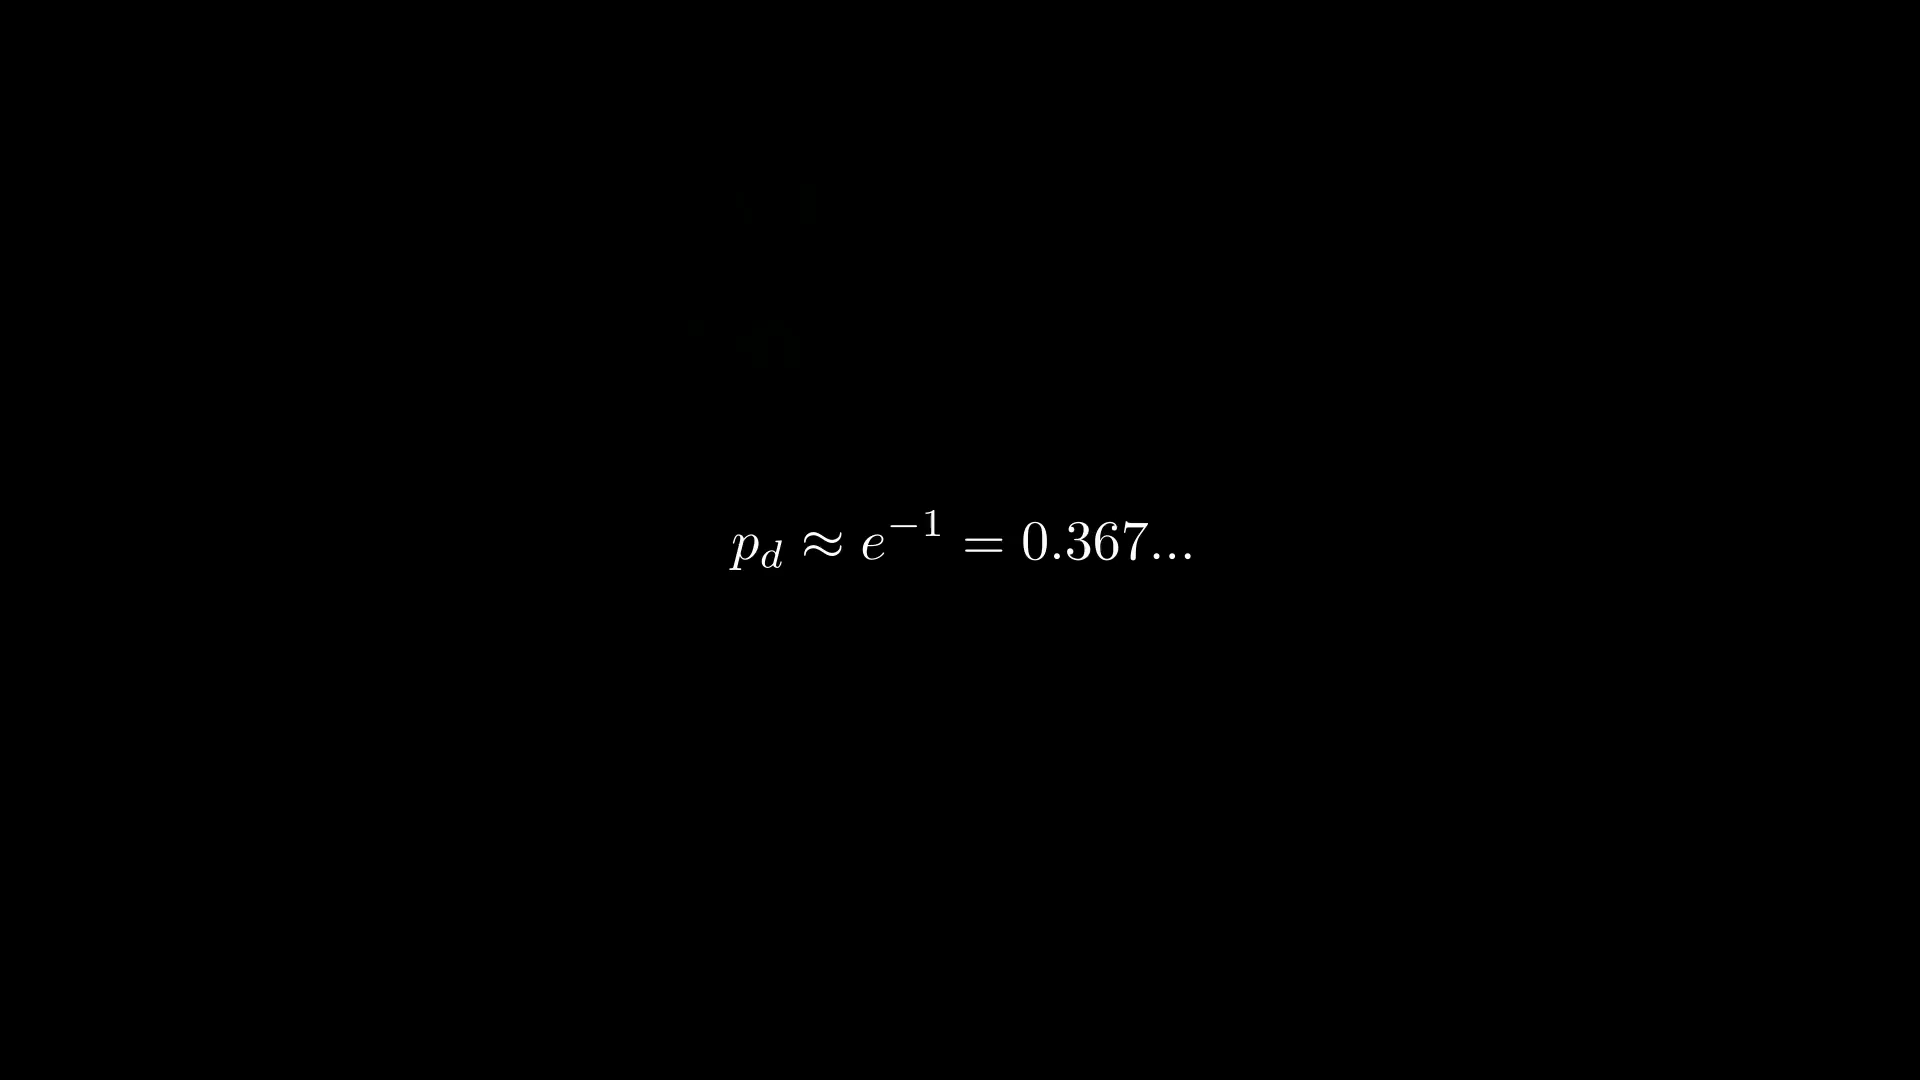 p_d ≈ e^{-1} = 0.367...